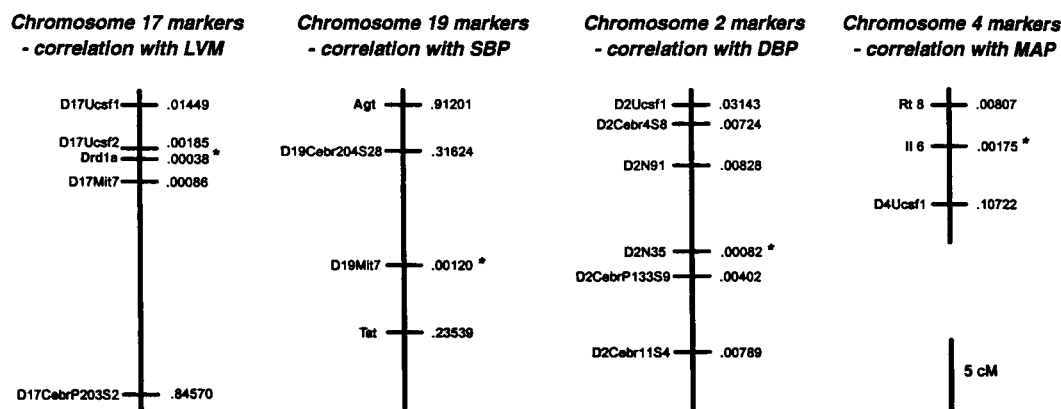 Chromosome 17 markers
- correlation with LVM
D17Ucsf1 .01449
D17Ucsf2 .00185
Drd1a .00038 *
D17Mit7 .00086
D17CebrP203S2 .84570
Chromosome 19 markers
- correlation with SBP
Agt .91201
D19Cebr204S28 .31624
D19Mit7 .00120 *
Tat .23539
Chromosome 2 markers
- correlation with DBP
D2Ucsf1 .03143
D2Cebr4S8 .00724
D2N91 .00828
D2N35 .00082 *
D2CebrP133S9 .00402
D2Cebr11S4 .00789
Chromosome 4 markers
- correlation with MAP
Rt 8 .00807
Il 6 .00175 *
D4Ucsf1 .10722
5 cM